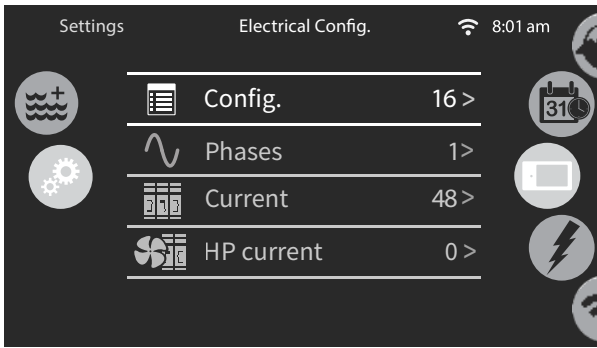 Settings Electrical Config. 8:01 am
Config. 16 >
Phases 1 >
Current 48 >
HP current 0 >
31